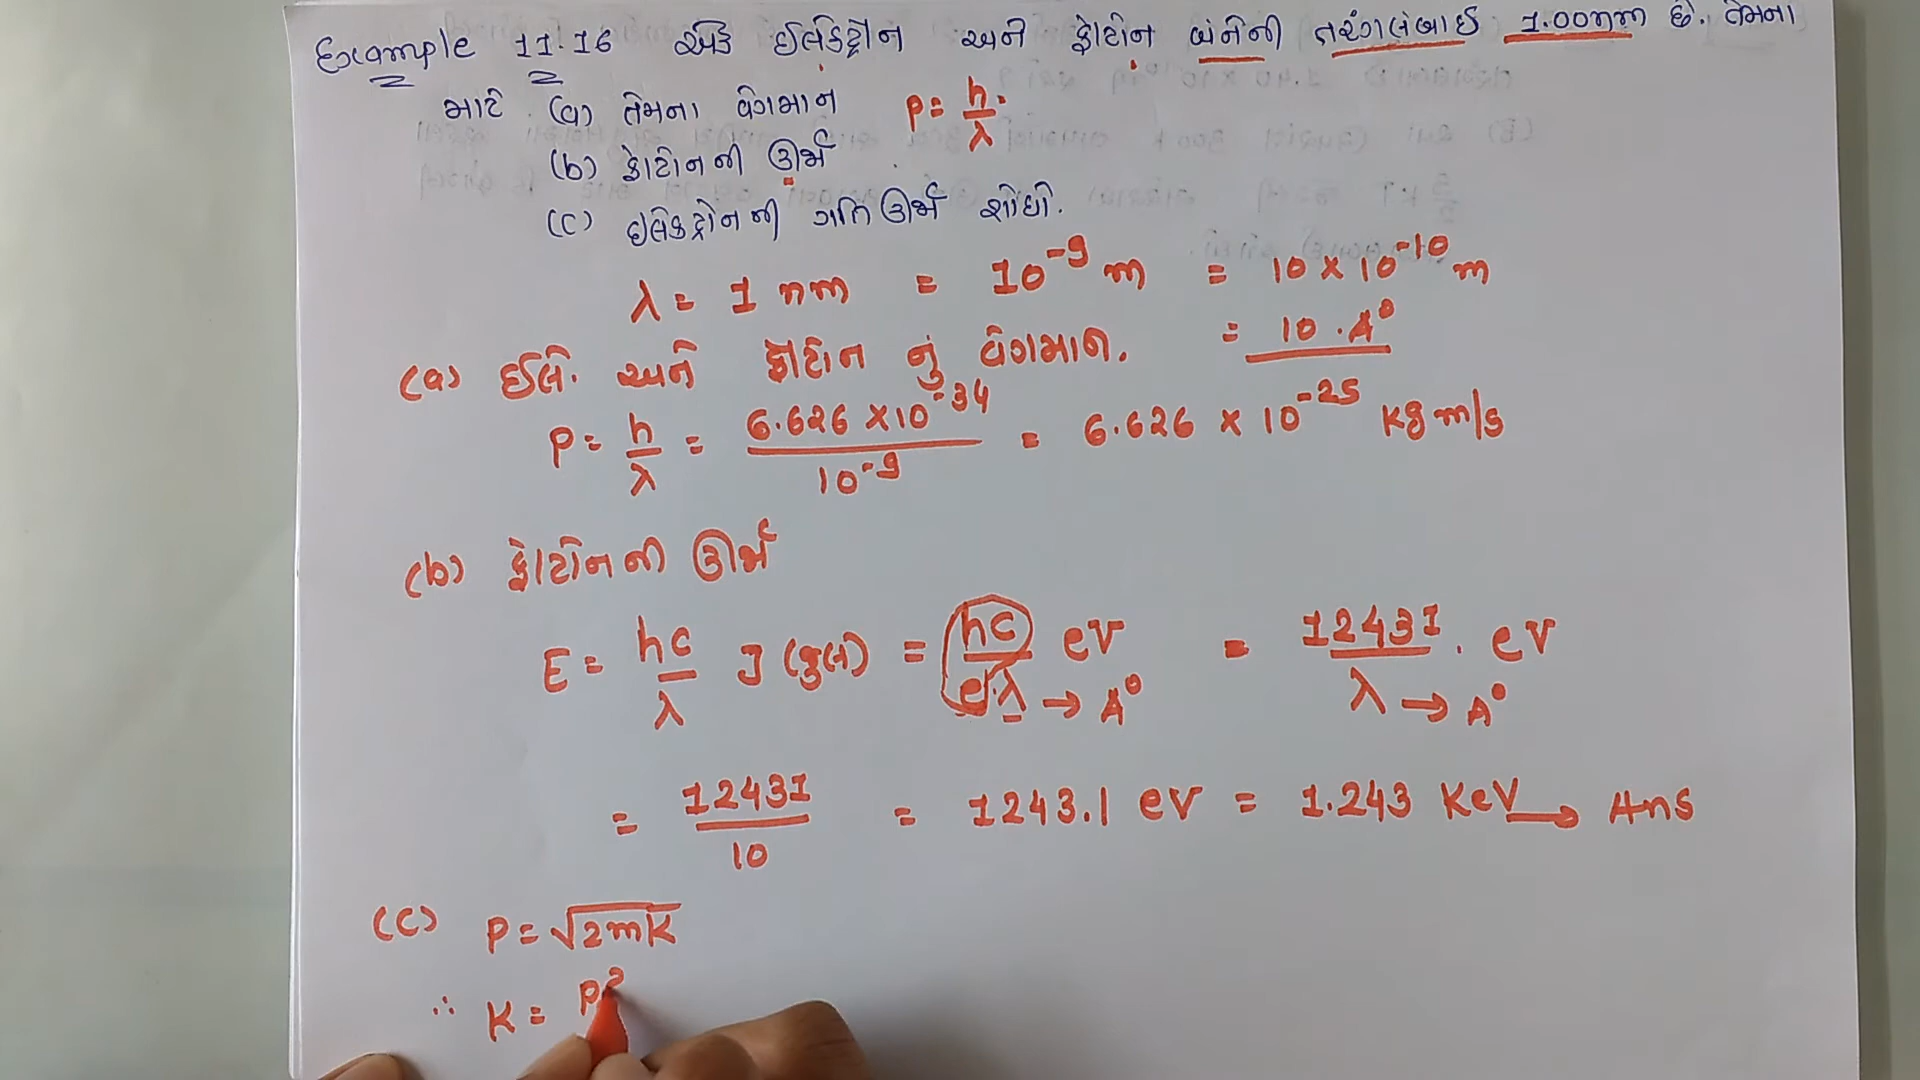 Example 11.16 એક ઈલેકટ્રોન અને ફોટોન બંનેની તરંગલંબાઈ 1.00nm છે. તેમના
માટે (a) તેમના વેગમાન P = h/λ.
(b) ફોટોનની ઊર્જા
(c) ઇલેકટ્રોનની ગતિઊર્જા શોધો.
λ = 1 nm = 10⁻⁹ m = 10 × 10⁻¹⁰ m
= 10 . A°
(a) ઈલે. અને ફોટોન નું વેગમાન.
P = h/λ = 6.626 × 10⁻³⁴ / 10⁻⁹ = 6.626 × 10⁻²⁵ Kg m/s
(b) ફોટોનની ઊર્જા
E = hc/λ J (જુલ) = hc/e.λ → A° eV = 12431/λ → A° . eV
= 12431/10 = 1243.1 eV = 1.243 KeV → Ans
(c) P = √2mK
∴ K = P²